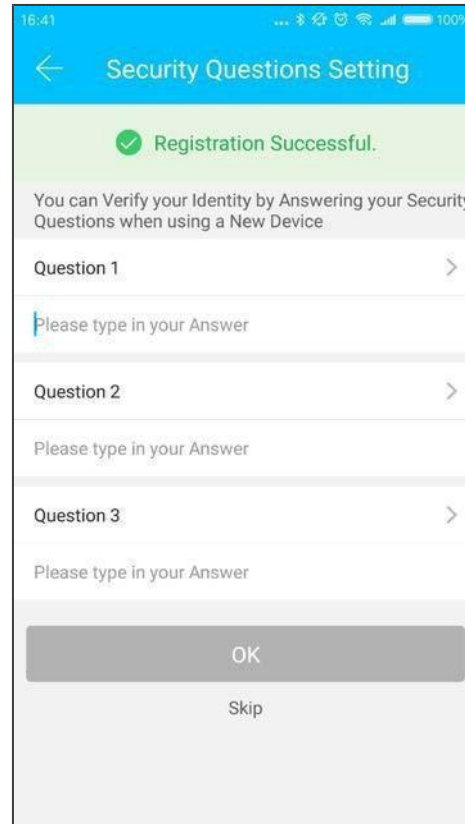 16:41 ... 100%
Security Questions Setting
Registration Successful.
You can Verify your Identity by Answering your Security
Questions when using a New Device
Question 1
Please type in your Answer
Question 2
Please type in your Answer
Question 3
Please type in your Answer
OK
Skip